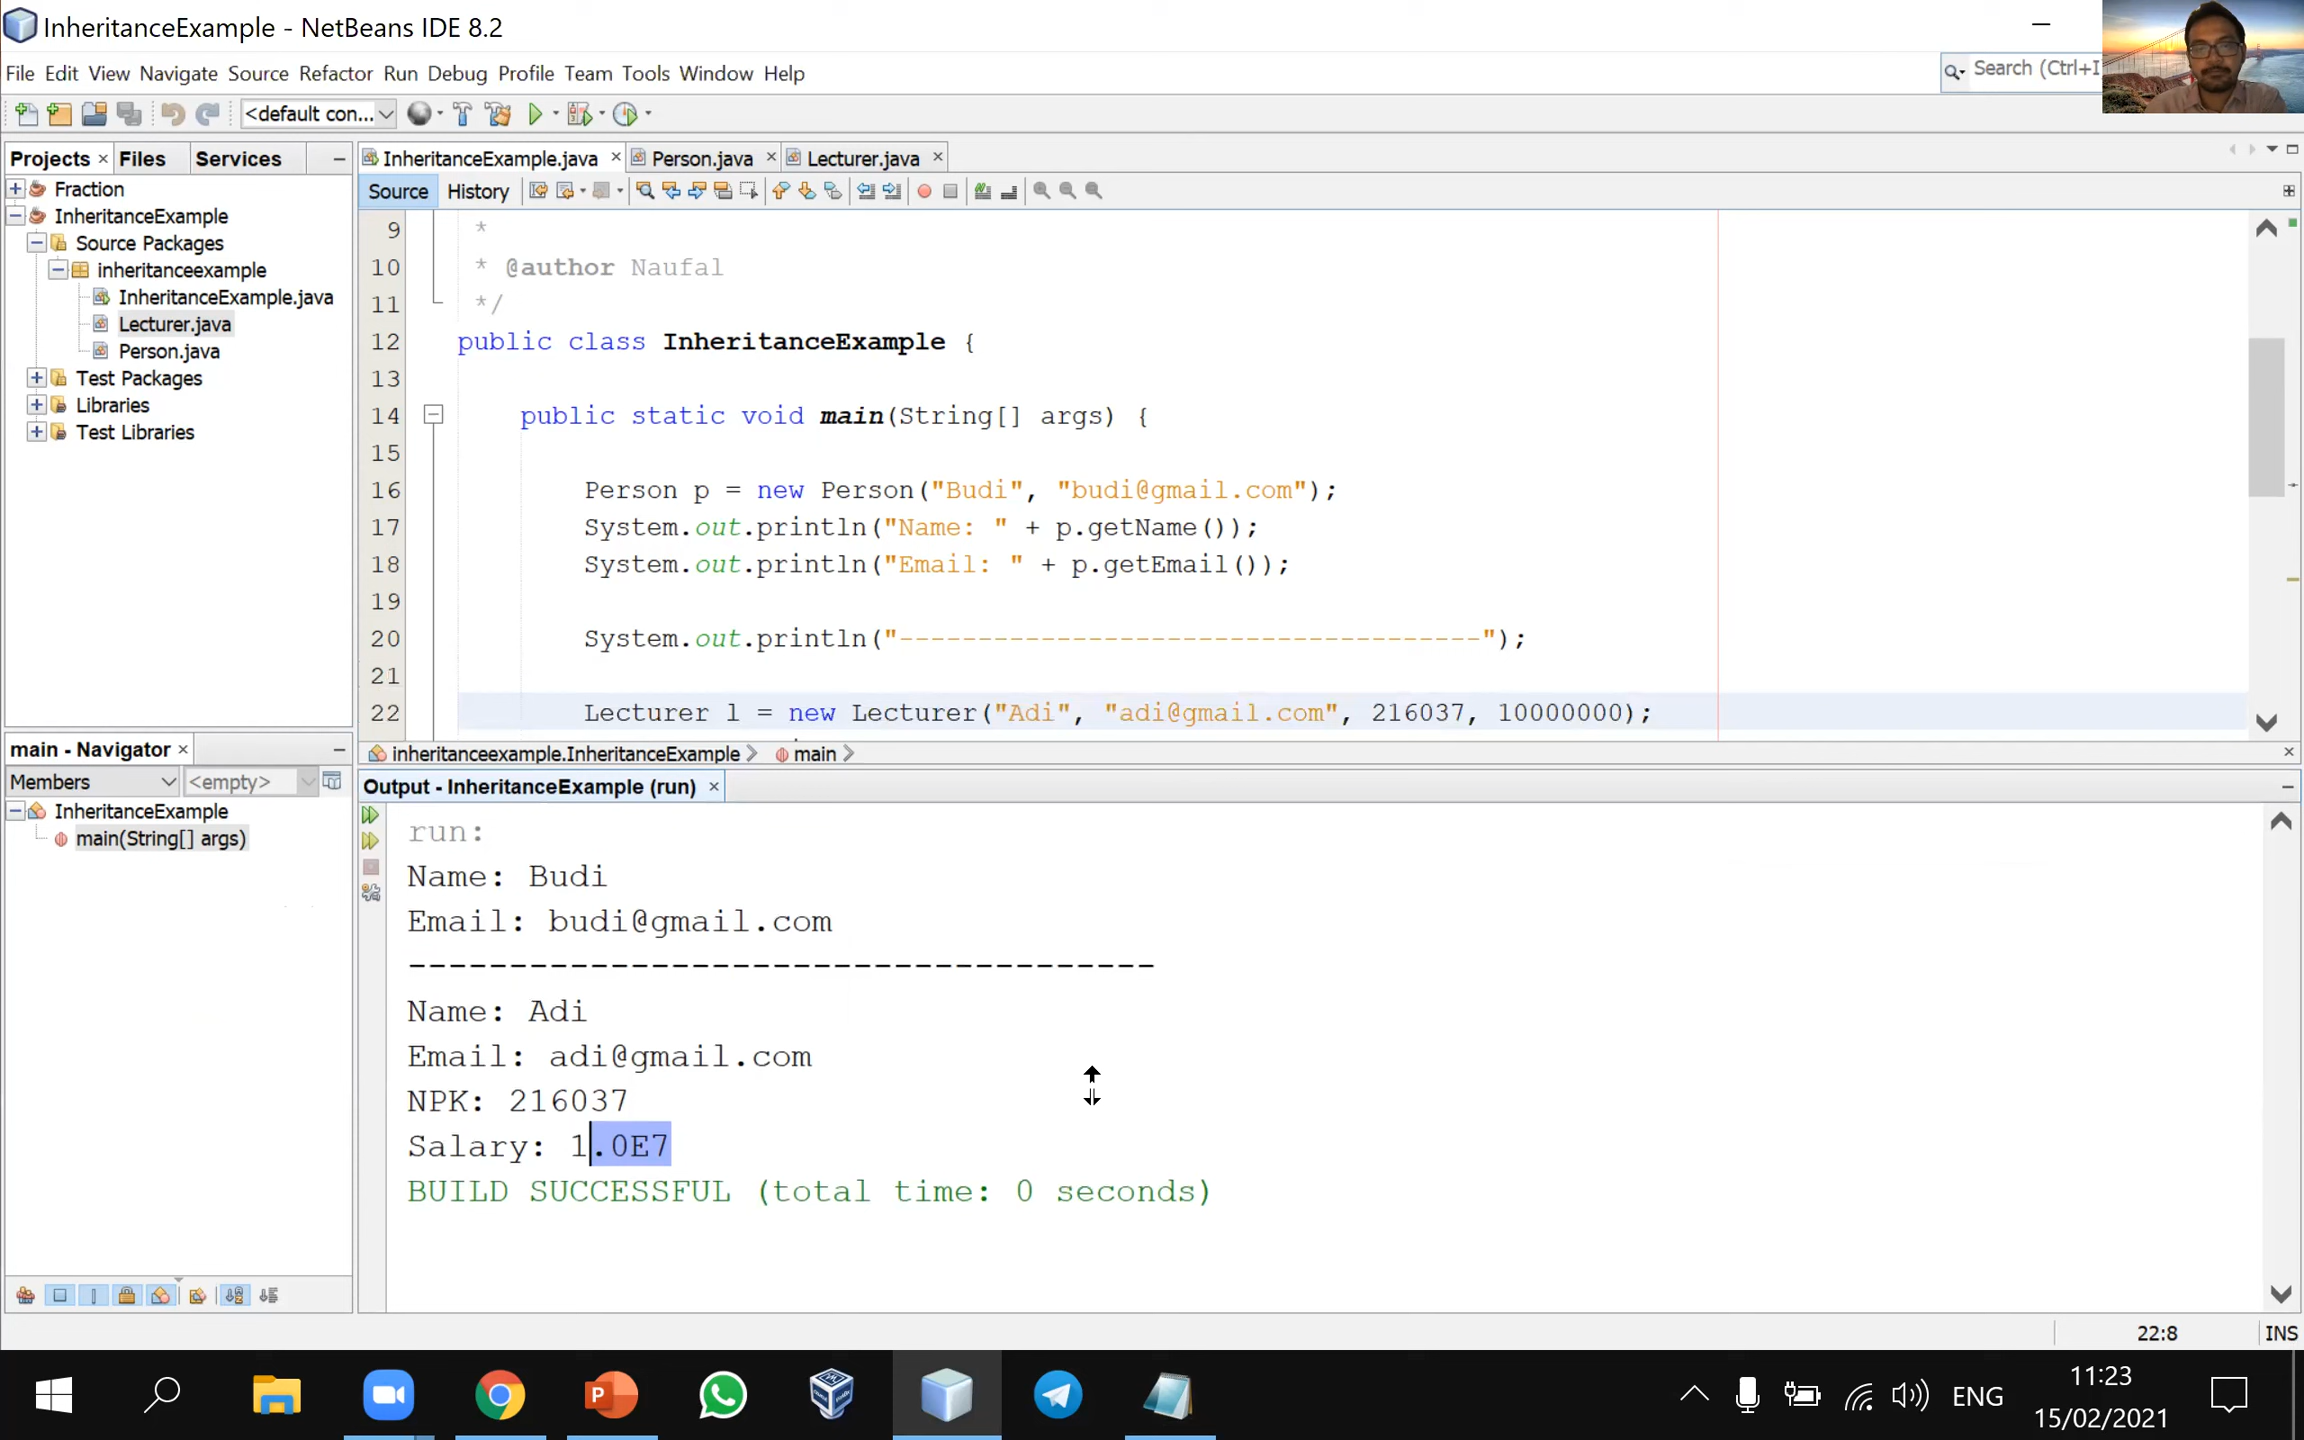 InheritanceExample - NetBeans IDE 8.2
File Edit View Navigate Source Refactor Run Debug Profile Team Tools Window Help
Search (Ctrl+I
<default con...
Projects
Files
Services
Fraction
InheritanceExample
Source Packages
inheritanceexample
InheritanceExample.java
Lecturer.java
Person.java
Test Packages
Libraries
Test Libraries
InheritanceExample.java
Person.java
Lecturer.java
Source
History
9 *
10 * @author Naufal
11 */
12 public class InheritanceExample {
13
14 public static void main(String[] args) {
15
16 Person p = new Person("Budi", "budi@gmail.com");
17 System.out.println("Name: " + p.getName());
18 System.out.println("Email: " + p.getEmail());
19
20 System.out.println("-------------------------------------");
21
22 Lecturer l = new Lecturer("Adi", "adi@gmail.com", 216037, 10000000);
inheritanceexample.InheritanceExample
main
main - Navigator
Members
<empty>
InheritanceExample
main(String[] args)
Output - InheritanceExample (run)
run:
Name: Budi
Email: budi@gmail.com
-------------------------------------
Name: Adi
Email: adi@gmail.com
NPK: 216037
Salary: 1.0E7
BUILD SUCCESSFUL (total time: 0 seconds)
22:8
INS
ENG
11:23
15/02/2021